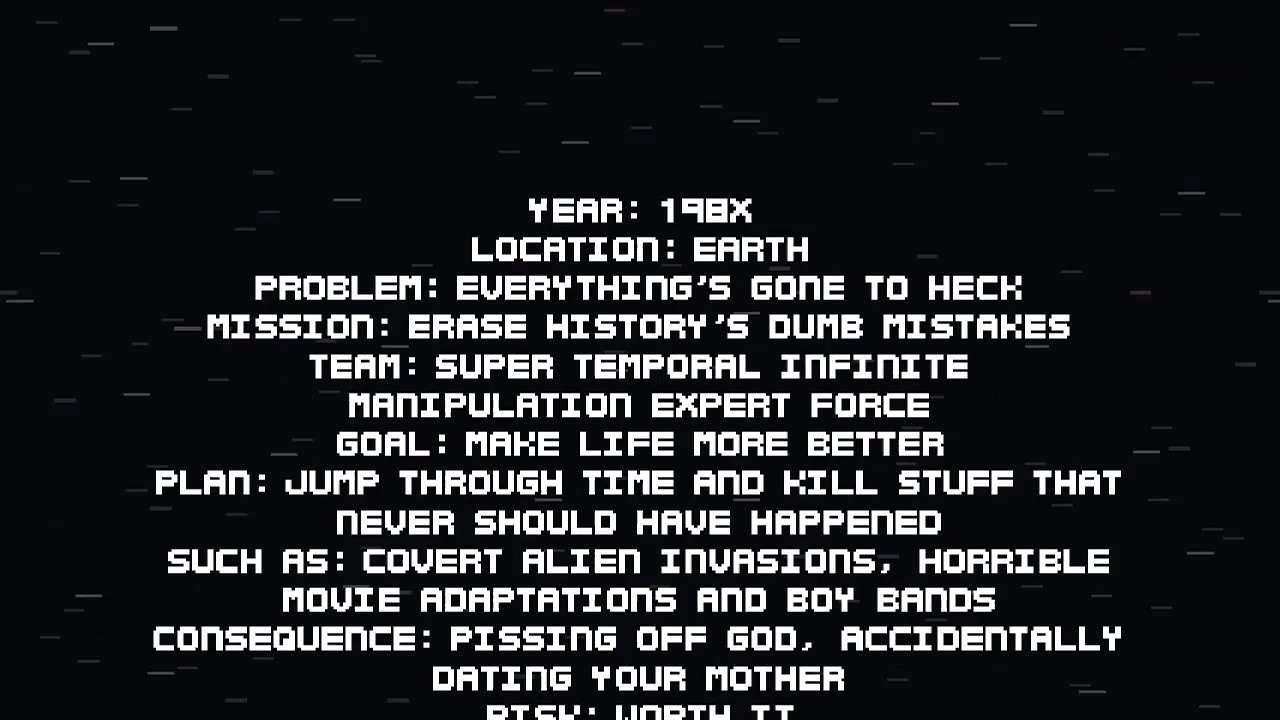 YEAR: 198X
LOCATION: EARTH
PROBLEM: EVERYTHING'S GONE TO HECK
MISSION: ERASE HISTORY'S DUMB MISTAKES
TEAM: SUPER TEMPORAL INFINITE
MANIPULATION EXPERT FORCE
GOAL: MAKE LIFE MORE BETTER
PLAN: JUMP THROUGH TIME AND KILL STUFF THAT
NEVER SHOULD HAVE HAPPENED
SUCH AS: COVERT ALIEN INVASIONS, HORRIBLE
MOVIE ADAPTATIONS AND BOY BANDS
CONSEQUENCE: PISSING OFF GOD, ACCIDENTALLY
DATING YOUR MOTHER
RISK: WORTH IT